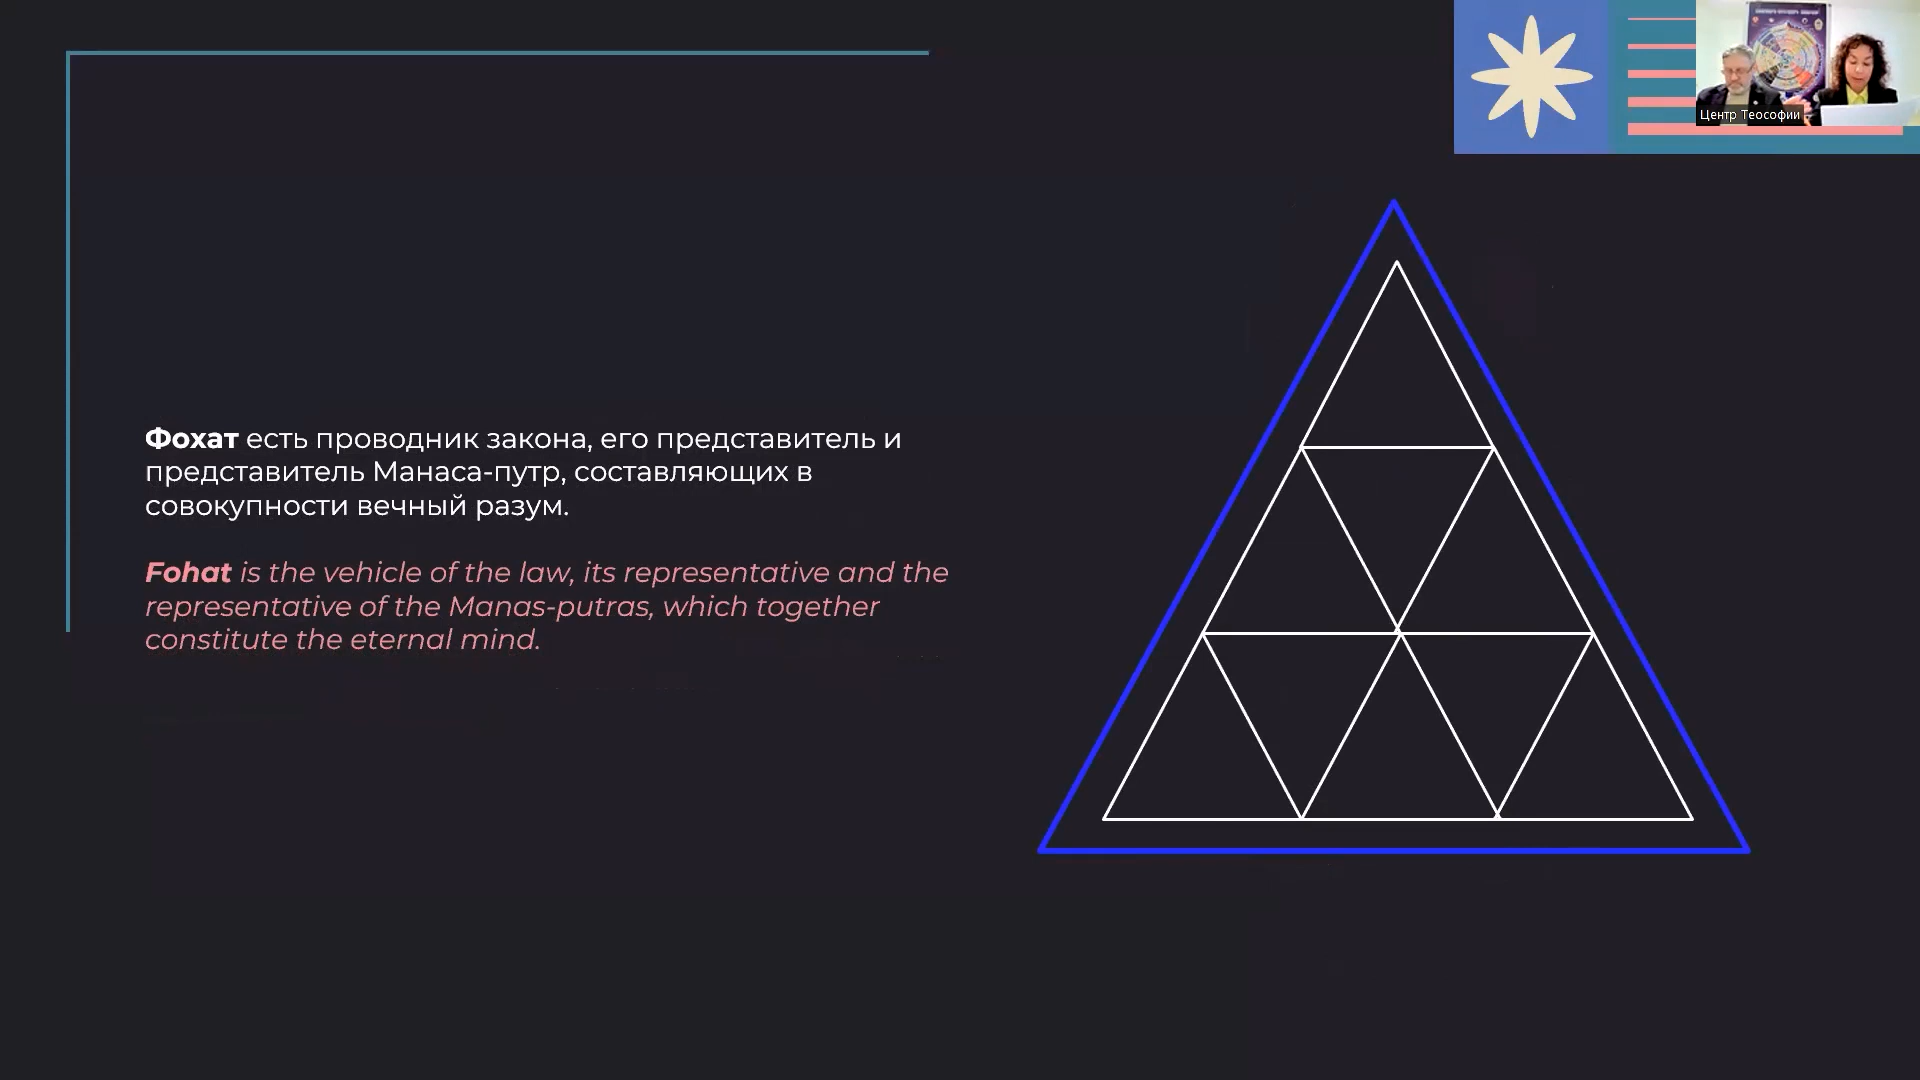 Центр Теософии
Фохат есть проводник закона, его представитель и
представитель Манаса-путр, составляющих в
совокупности вечный разум.
Fohat is the vehicle of the law, its representative and the
representative of the Manas-putras, which together
constitute the eternal mind.